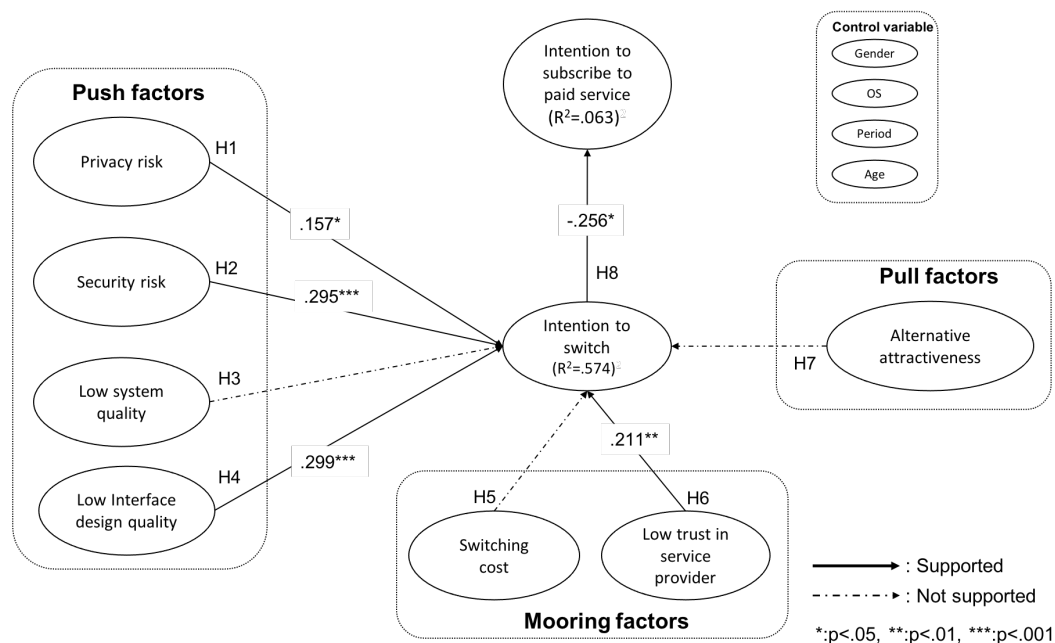 Push factors
Privacy risk
H1
.157*
Security risk
H2
.295***
Low system
quality
H3
Low Interface
design quality
H4
.299***
Intention to
subscribe to
paid service
(R²=.063)
-.256*
H8
Intention to
switch
(R²=.574)
Control variable
Gender
OS
Period
Age
Pull factors
Alternative
attractiveness
H7
.211**
H5
H6
Switching
cost
Low trust in
service
provider
Mooring factors
: Supported
: Not supported
*:p<.05, **:p<.01, ***:p<.001